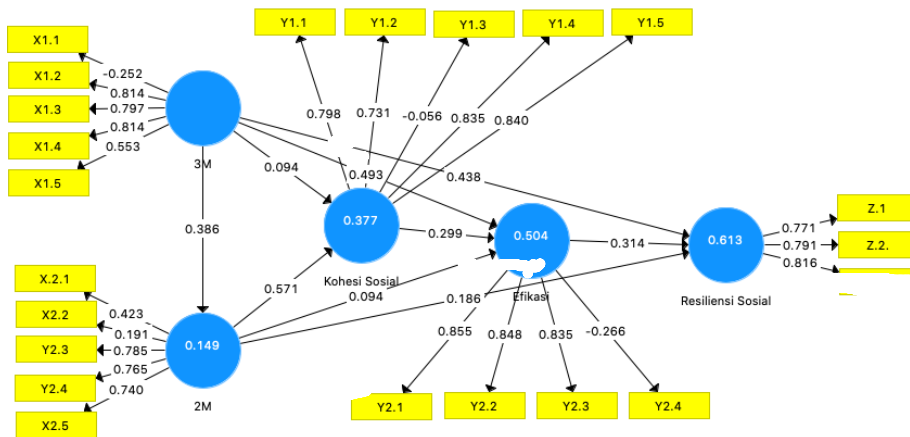 Y1.1
Y1.2
Y1.3
Y1.4
Y1.5
X1.1
X1.2
X1.3
X1.4
X1.5
-0.252
0.814
0.797
0.814
0.553
3M
0.798
0.731
-0.056
0.835
0.840
0.094
0.493
0.438
0.386
0.377
Kohesi Sosial
0.299
0.504
Efikasi
0.314
0.613
Resiliensi Sosial
0.771
0.791
0.816
Z.1
Z.2.
0.571
0.094
0.186
X.2.1
X2.2
Y2.3
Y2.4
X2.5
0.423
0.191
0.785
0.765
0.740
0.149
2M
0.855
0.848
0.835
-0.266
Y2.1
Y2.2
Y2.3
Y2.4